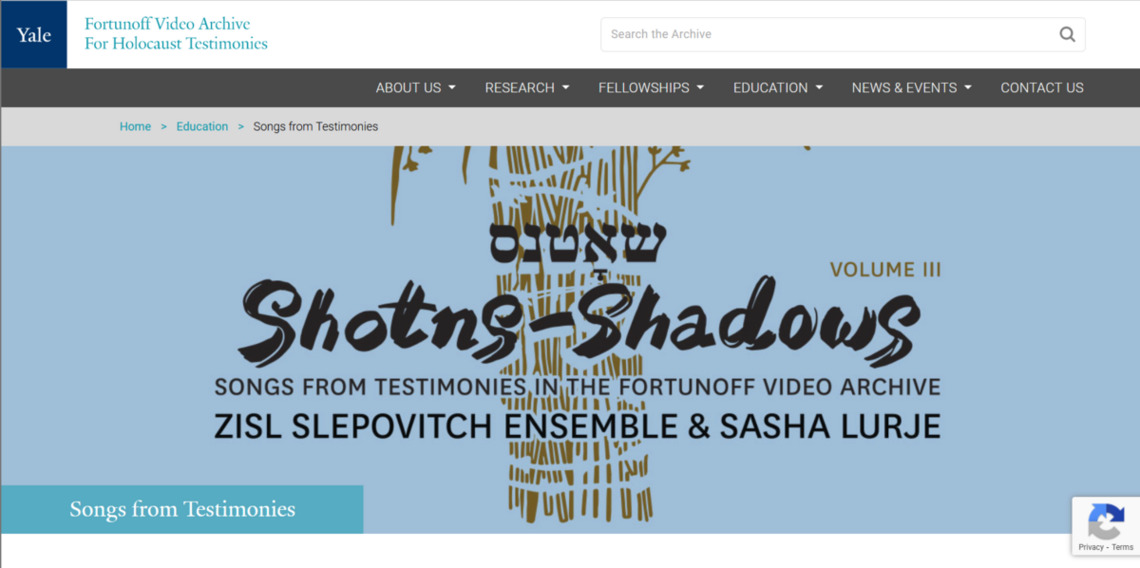 Yale
Fortunoff Video Archive
For Holocaust Testimonies
Search the Archive
ABOUT US RESEARCH FELLOWSHIPS EDUCATION NEWS & EVENTS CONTACT US
Home > Education > Songs from Testimonies
שאָטנס
VOLUME III
Shotns-Shadows
SONGS FROM TESTIMONIES IN THE FORTUNOFF VIDEO ARCHIVE
ZISL SLEPOVITCH ENSEMBLE & SASHA LURJE
Songs from Testimonies
Privacy - Terms